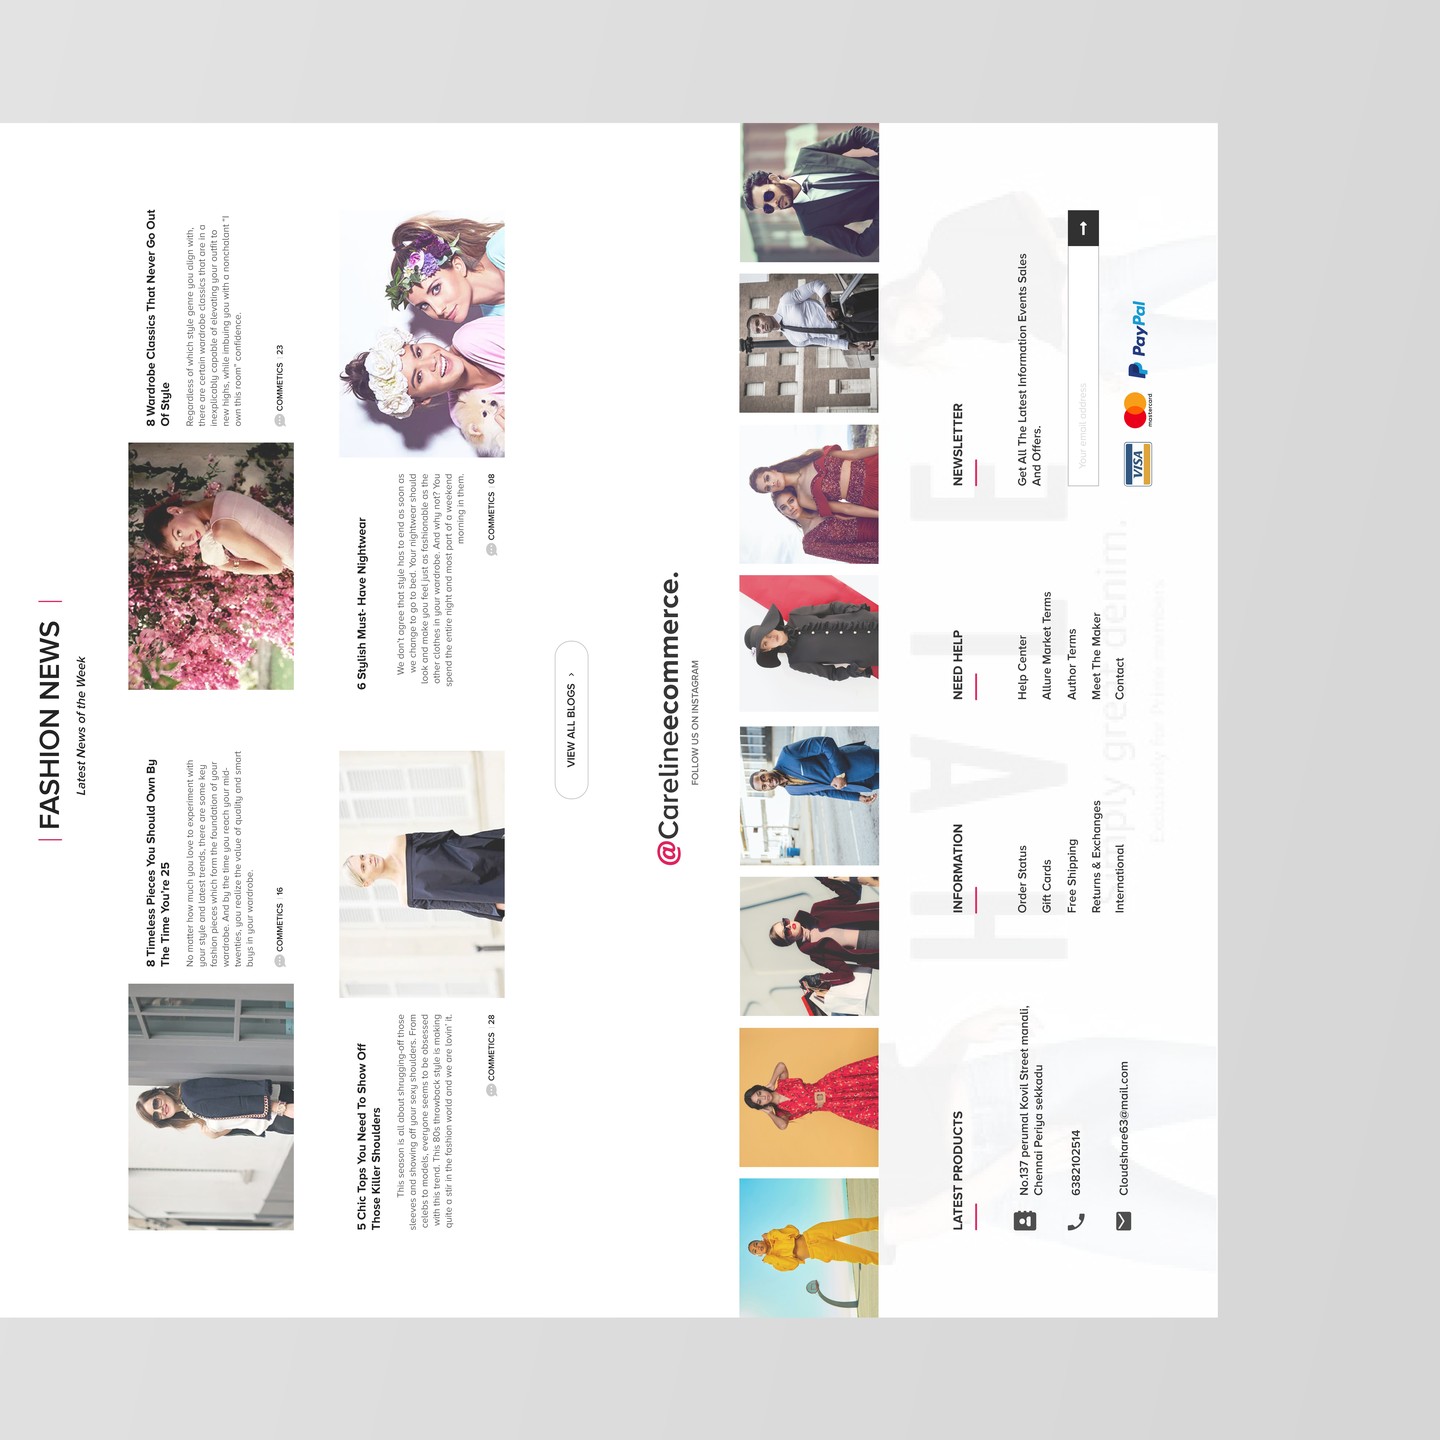 FASHION NEWS
Latest News of the Week
8 Timeless Pieces You Should Own By
The Time You're 25
No matter how much you love to experiment with
your style and latest trends, there are some key
fashion pieces which form the foundation of your
wardrobe. And by the time you reach your mid-
twenties, you realize the value of quality and smart
buys in your wardrobe.
COMMETICS : 16
8 Wardrobe Classics That Never Go Out
Of Style
Regardless of which style genre you align with,
there are certain wardrobe classics that are in a
inexplicably capable of elevating your outfit to
new highs, while imbuing you with a nonchalant "I
own this room" confidence.
COMMETICS : 23
5 Chic Tops You Need To Show Off
Those Killer Shoulders
This season is all about shrugging-off those
sleeves and showing off your sexy shoulders. From
celebs to models, everyone seems to be obsessed
with this trend. This 80s throwback style is making
quite a stir in the fashion world and we are lovin' it.
COMMETICS : 28
6 Stylish Must- Have Nightwear
We don't agree that style has to end as soon as
we change to go to bed. Your nightwear should
look and make you feel just as fashionable as the
other clothes in your wardrobe. And why not? You
spend the entire night and most part of a weekend
morning in them.
COMMETICS : 08
VIEW ALL BLOGS >
@Carelineecommerce.
FOLLOW US ON INSTAGRAM
LATEST PRODUCTS
No.137 perumal Kovil Street manali,
Chennai Periya sekkadu
6382102514
Cloudshare63@mail.com
INFORMATION
Order Status
Gift Cards
Free Shipping
Returns & Exchanges
International
NEED HELP
Help Center
Allure Market Terms
Author Terms
Meet The Maker
Contact
NEWSLETTER
Get All The Latest Information Events Sales
And Offers.
Your email address
VISA
mastercard
PayPal